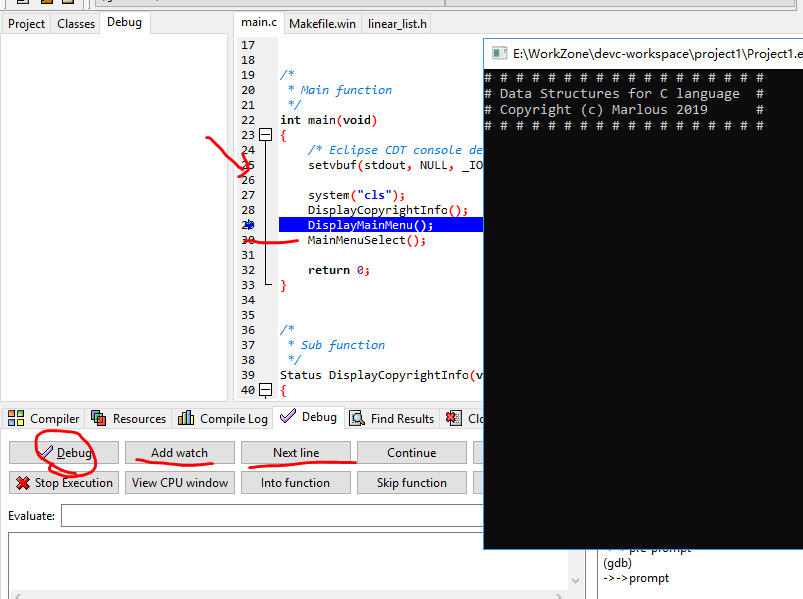 Project Classes Debug
main.c Makefile.win linear_list.h
17
18
19 /*
20 * Main function
21 */
22 int main(void)
23 {
24 /* Eclipse CDT console de
25 setvbuf(stdout, NULL, _IO
26
27 system("cls");
28 DisplayCopyrightInfo();
29 DisplayMainMenu();
30 MainMenuSelect();
31
32 return 0;
33 }
34
35
36 /*
37 * Sub function
38 */
39 Status DisplayCopyrightInfo(v
40 {
E:\WorkZone\devc-workspace\project1\Project1.e
# # # # # # # # # # # # # # # # # #
# Data Structures for C language #
# Copyright (c) Marlous 2019 #
# # # # # # # # # # # # # # # # # #
Compiler Resources Compile Log Debug Find Results Clo
Debug Add watch Next line Continue
Stop Execution View CPU window Into function Skip function
Evaluate:
->->pre-prompt
(gdb)
->->prompt